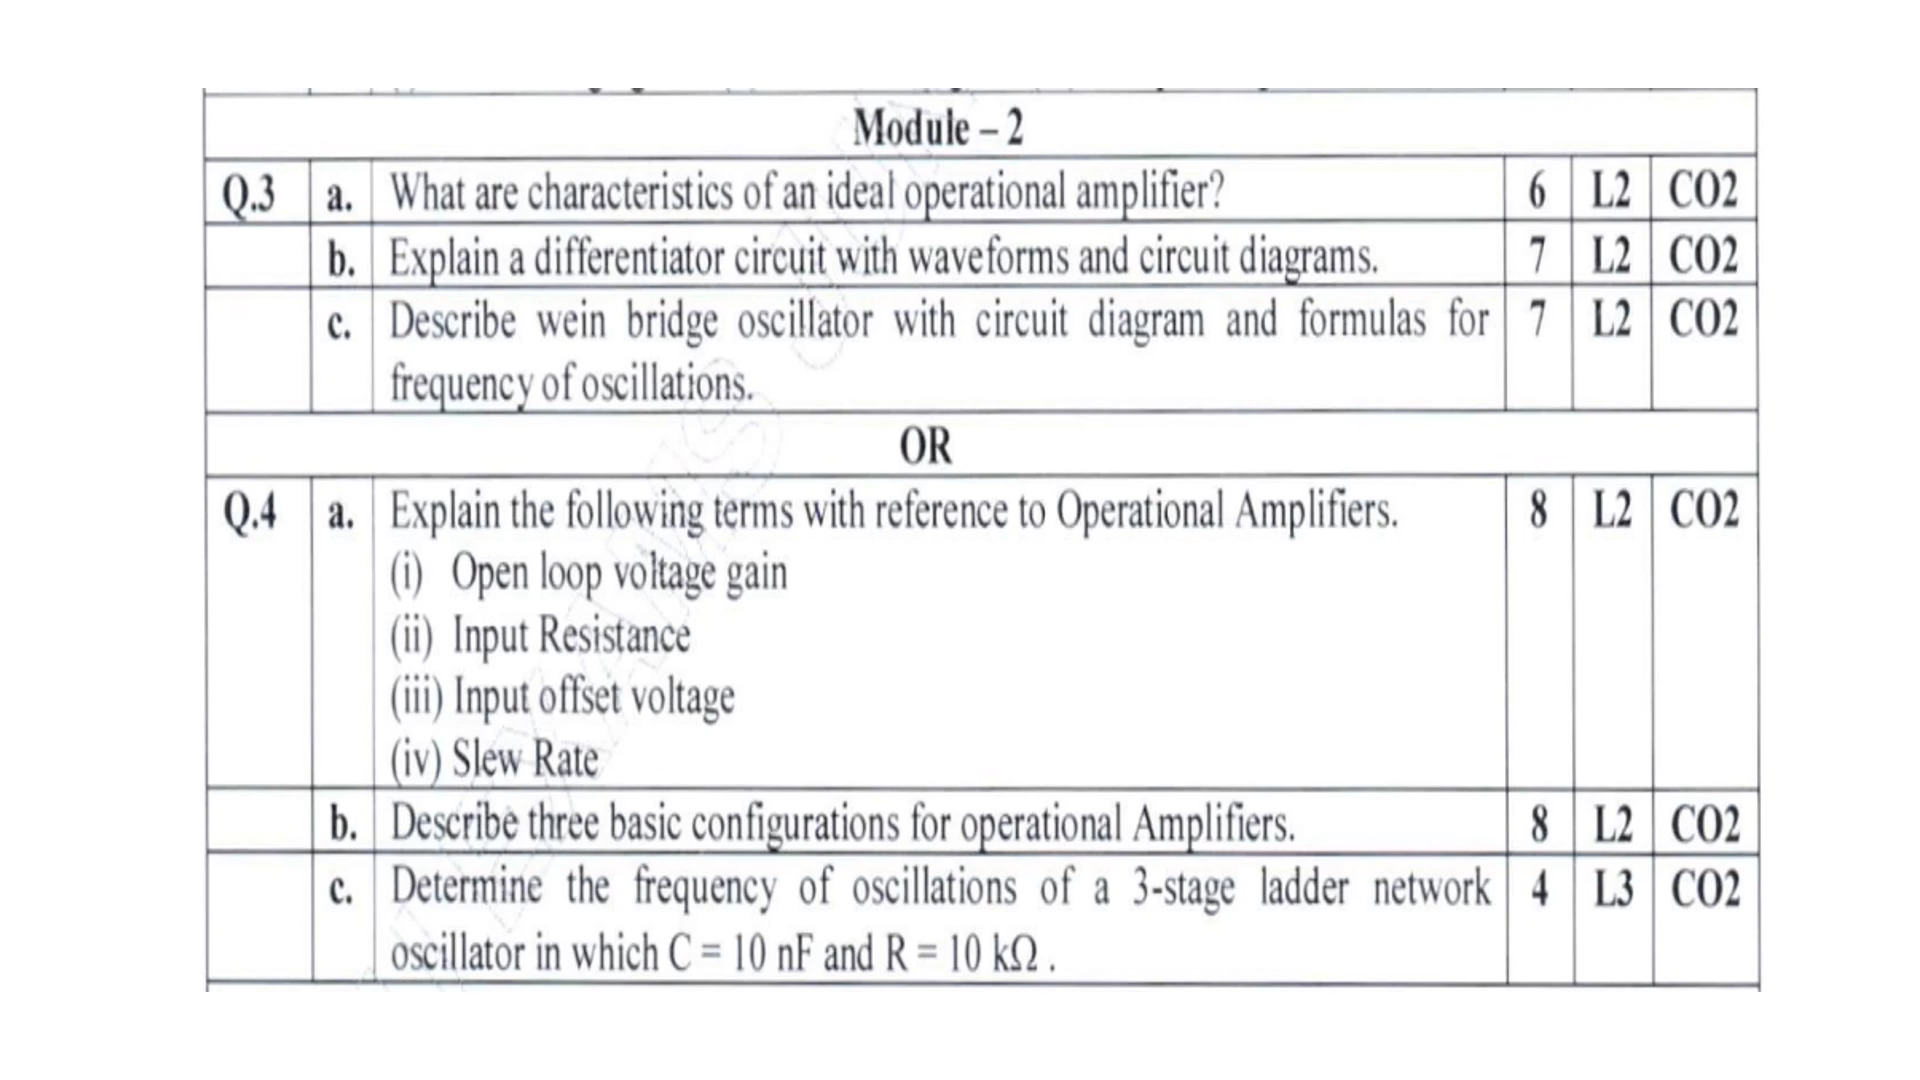 Module – 2
Q.3 a. What are characteristics of an ideal operational amplifier? 6 L2 CO2
b. Explain a differentiator circuit with waveforms and circuit diagrams. 7 L2 CO2
c. Describe wein bridge oscillator with circuit diagram and formulas for 7 L2 CO2
frequency of oscillations.
OR
Q.4 a. Explain the following terms with reference to Operational Amplifiers. 8 L2 CO2
(i) Open loop voltage gain
(ii) Input Resistance
(iii) Input offset voltage
(iv) Slew Rate
b. Describe three basic configurations for operational Amplifiers. 8 L2 CO2
c. Determine the frequency of oscillations of a 3-stage ladder network 4 L3 CO2
oscillator in which C = 10 nF and R = 10 kΩ .